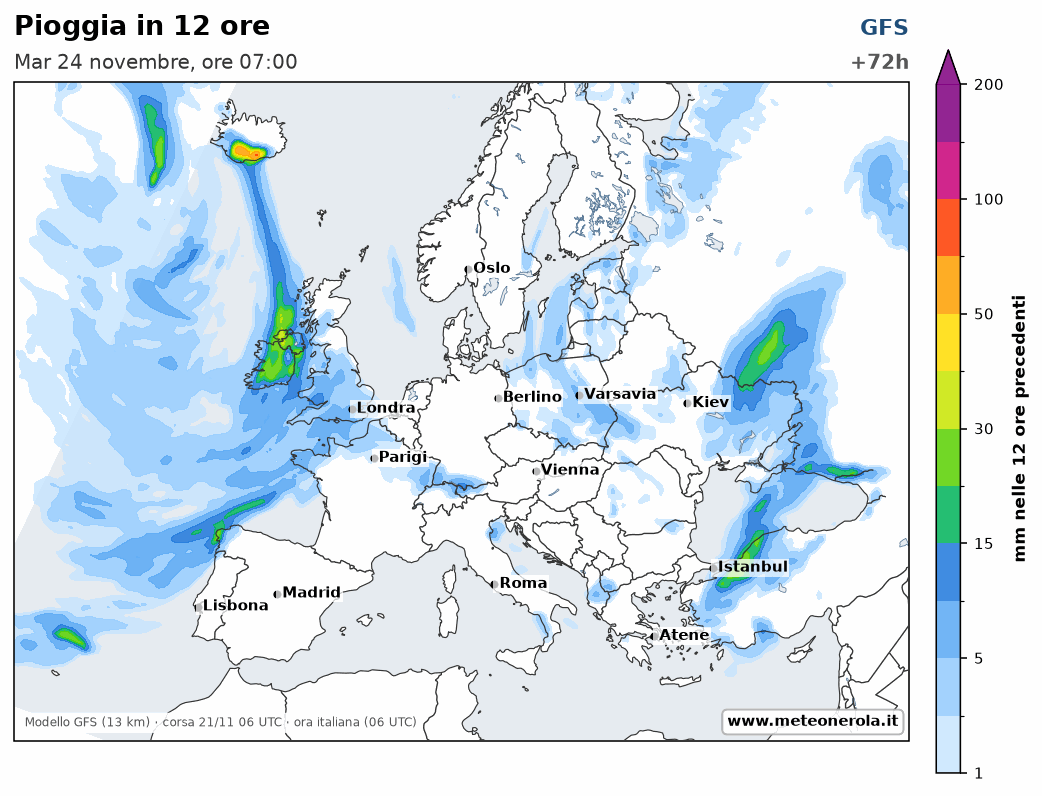 Pioggia in 12 ore
GFS
Mar 24 novembre, ore 07:00
+72h
200
100
50
30
15
5
1
mm nelle 12 ore precedenti
Oslo
Berlino
Varsavia
Kiev
Londra
Parigi
Vienna
Istanbul
Roma
Madrid
Lisbona
Atene
Modello GFS (13 km) · corsa 21/11 06 UTC · ora italiana (06 UTC)
www.meteonerola.it